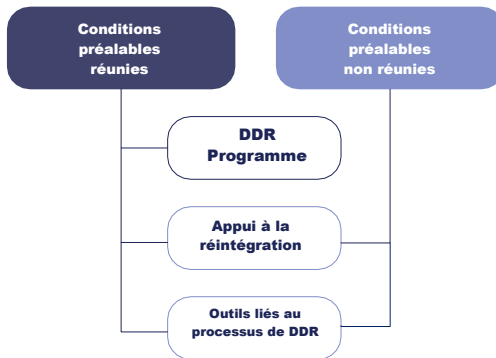 Conditions
préalables
réunies
Conditions
préalables
non réunies
DDR
Programme
Appui à la
réintégration
Outils liés au
processus de DDR